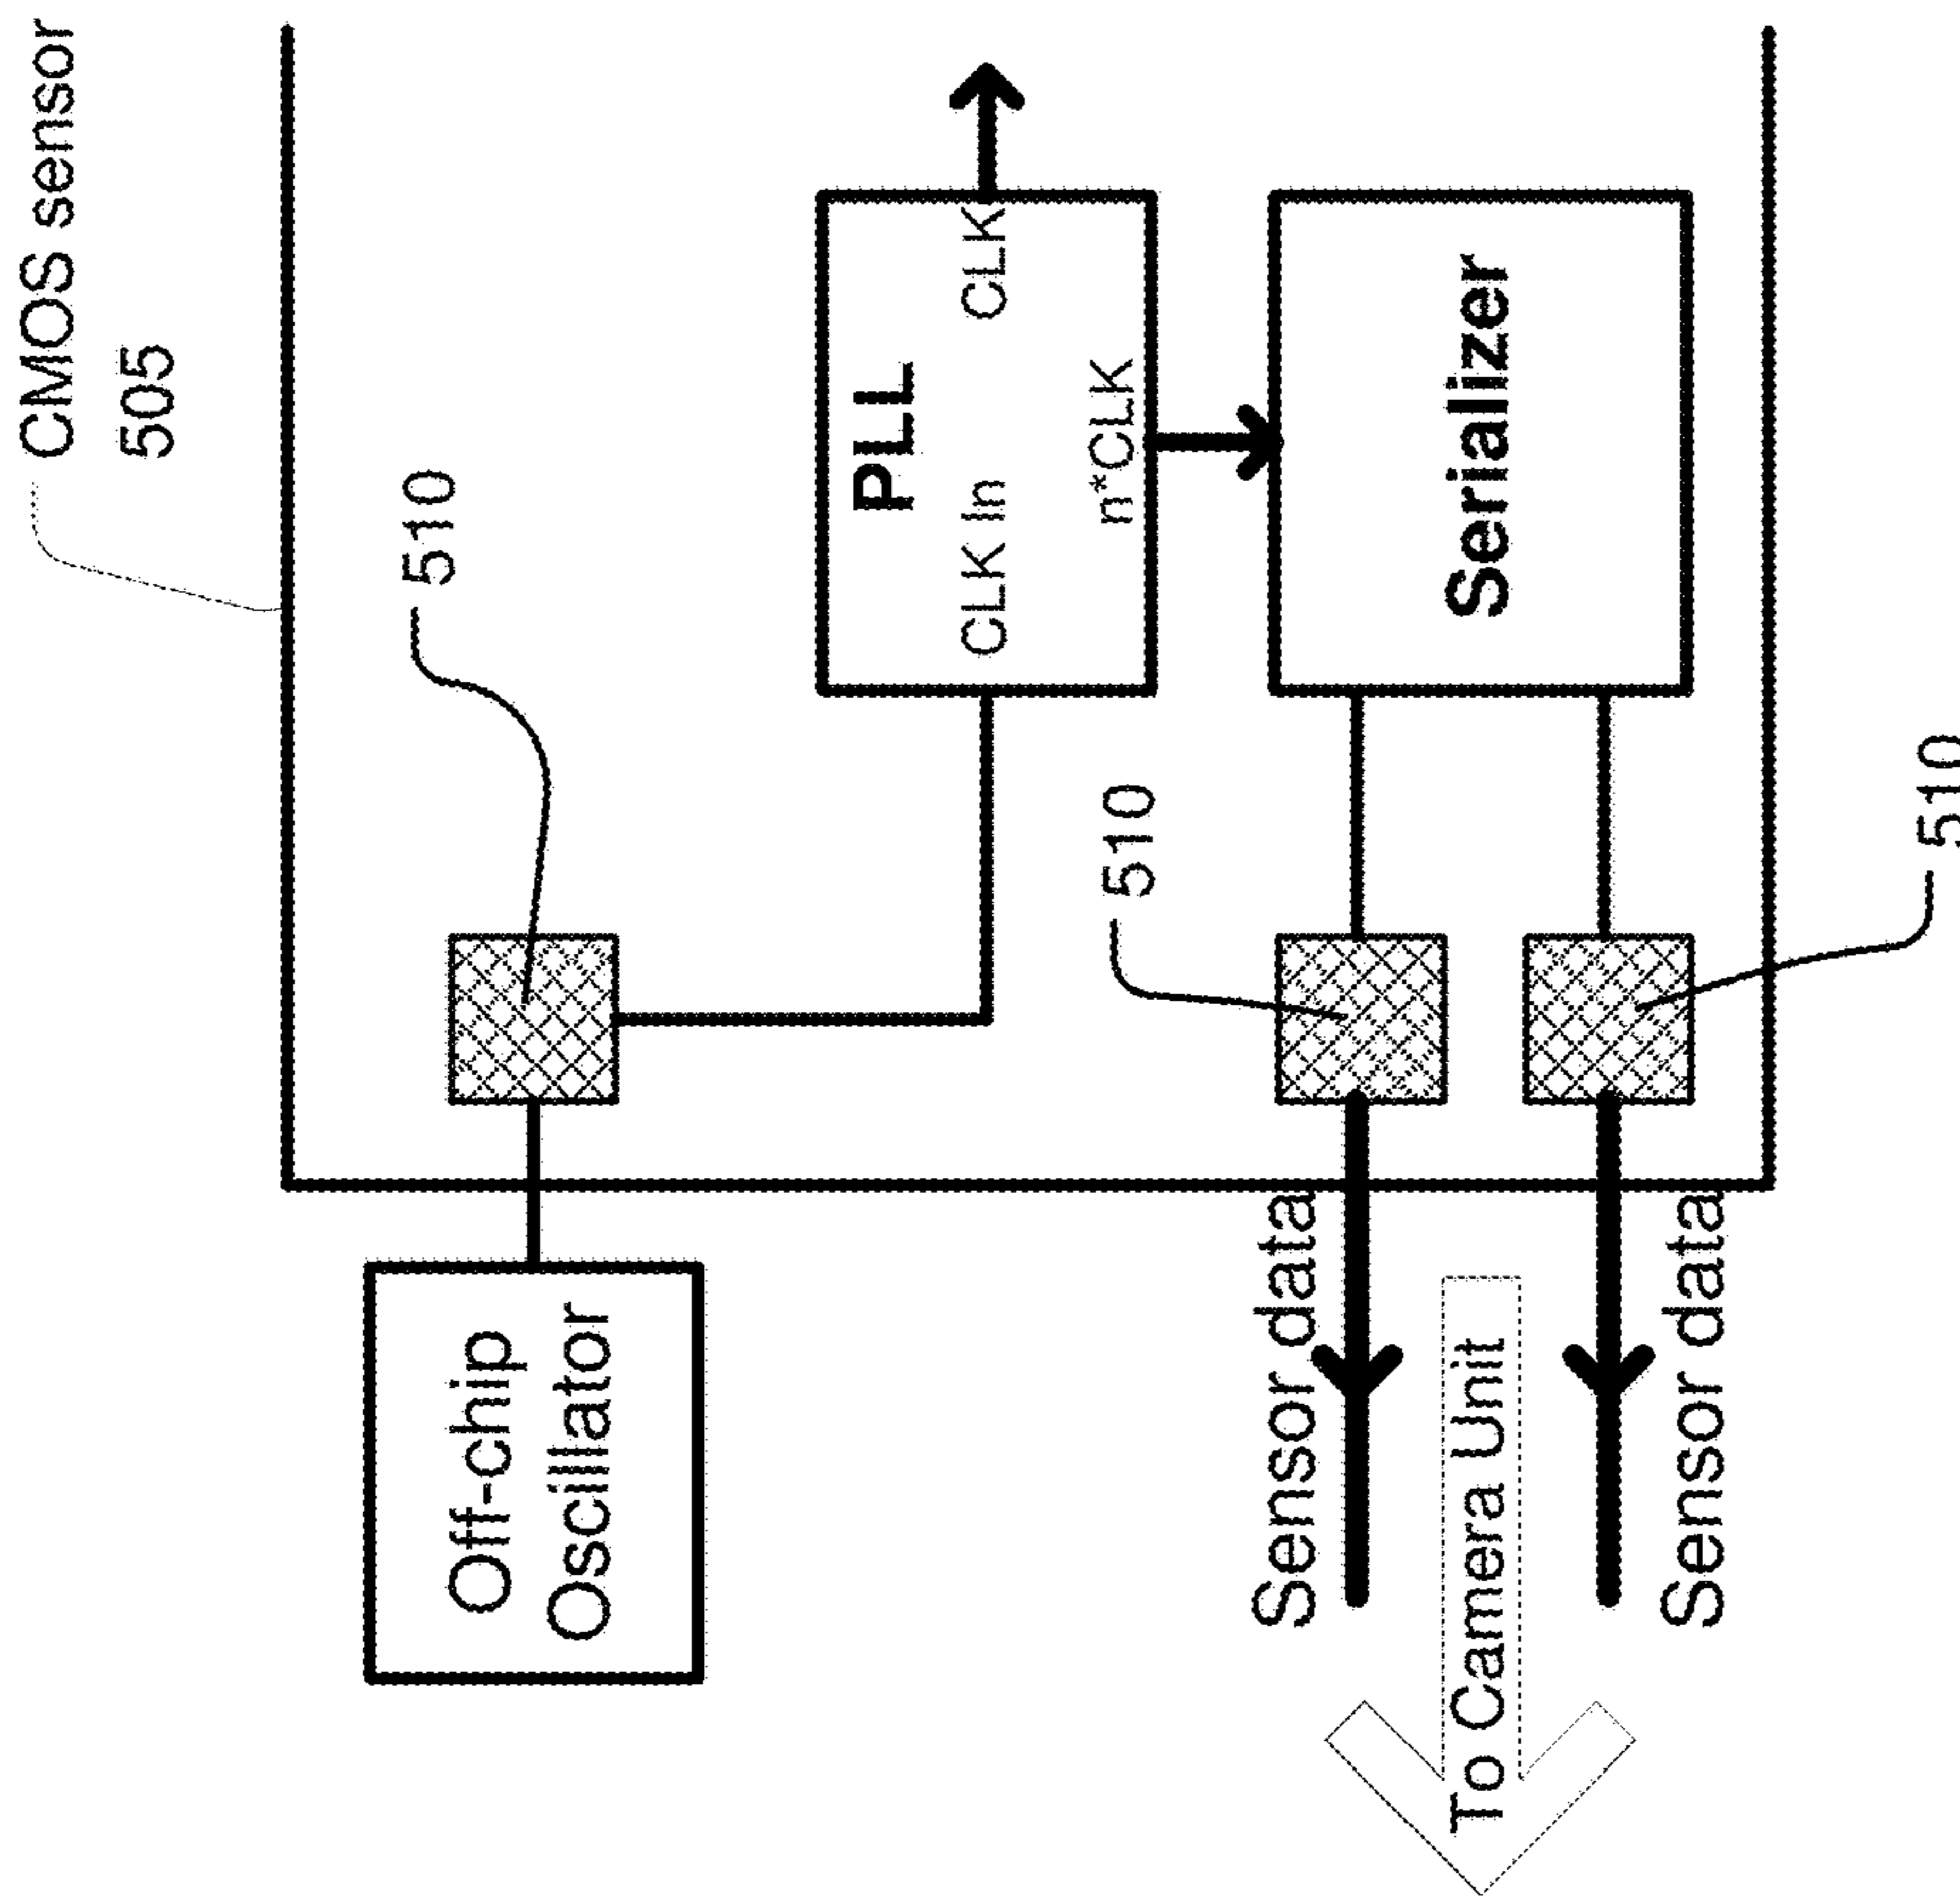 CMOS sensor
505
510
PLL
CLK In
CLK
n*CLK
510
Serializer
510
Off-chip
Oscillator
Sensor data
To Camera Unit
Sensor data